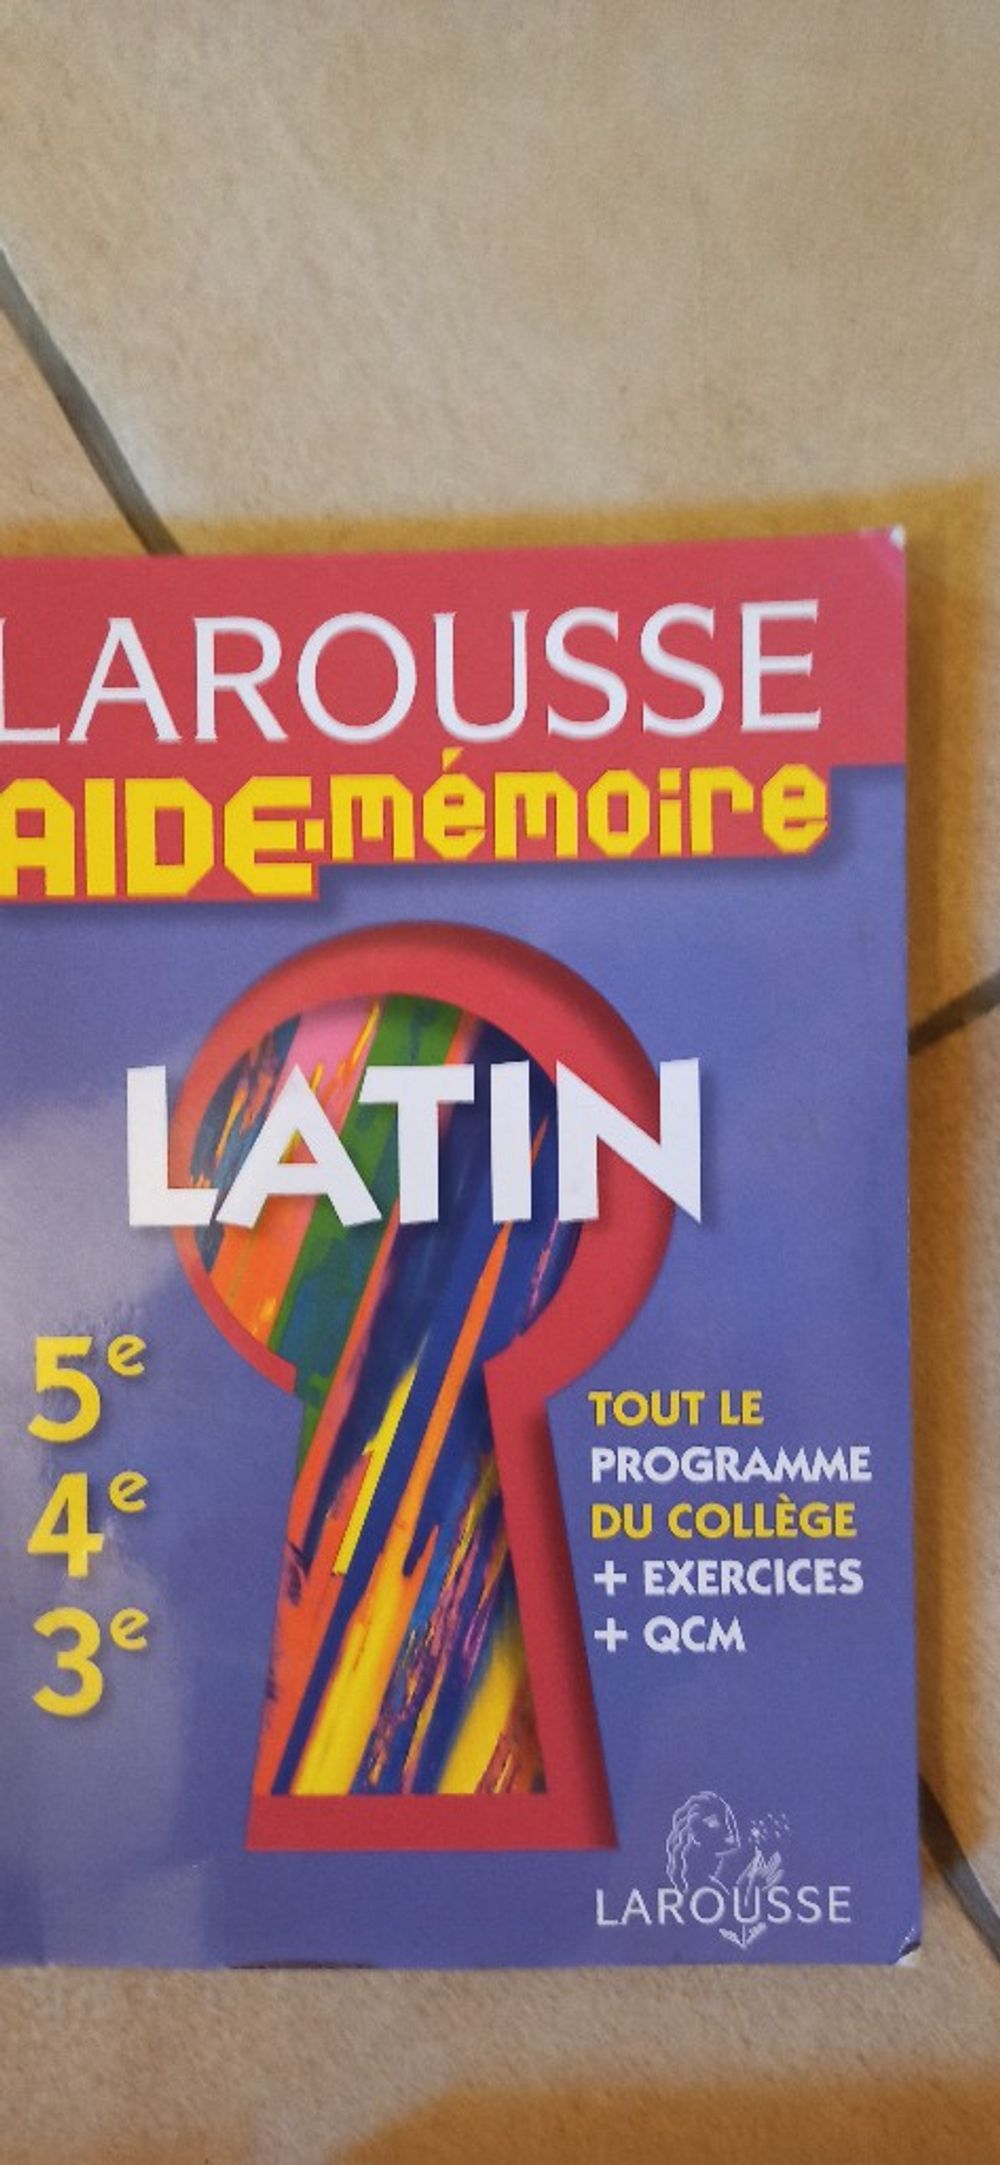 LAROUSSE
AIDE-mémoire
LATIN
5e
4e
3e
TOUT LE
PROGRAMME
DU COLLÈGE
+ EXERCICES
+ QCM
LAROUSSE